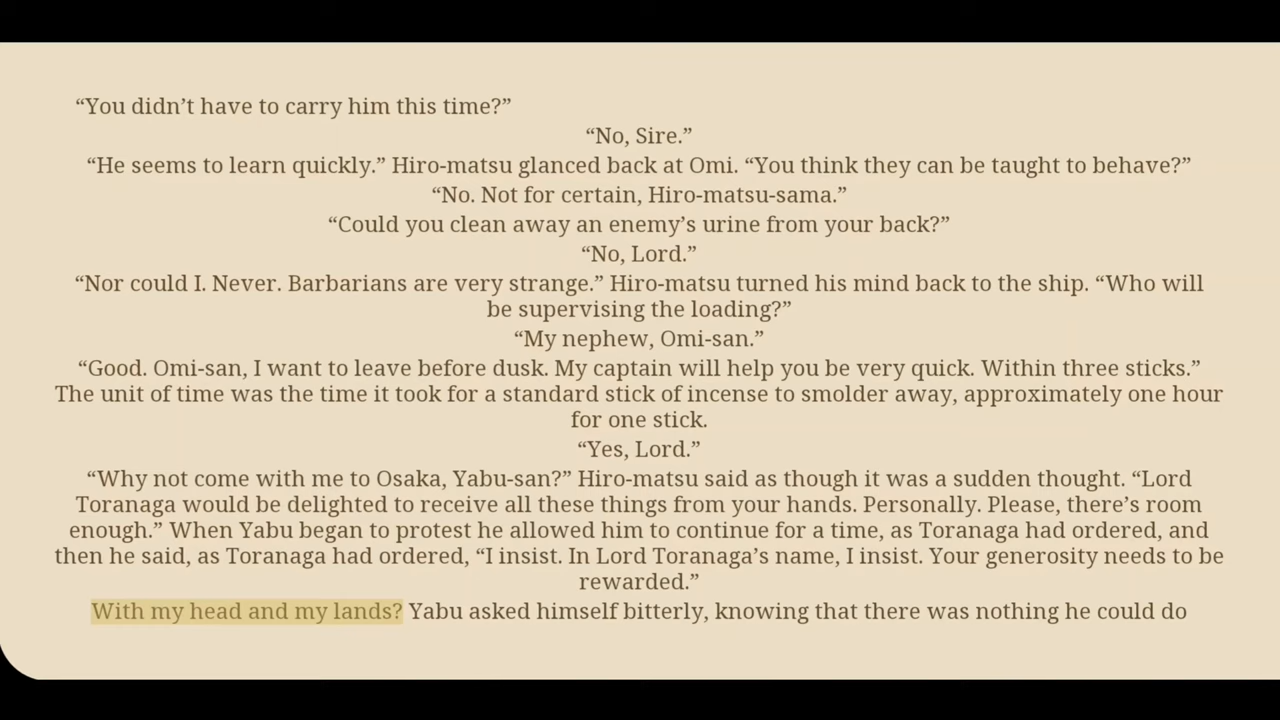 “You didn’t have to carry him this time?”
“No, Sire.”
“He seems to learn quickly.” Hiro-matsu glanced back at Omi. “You think they can be taught to behave?”
“No. Not for certain, Hiro-matsu-sama.”
“Could you clean away an enemy’s urine from your back?”
“No, Lord.”
“Nor could I. Never. Barbarians are very strange.” Hiro-matsu turned his mind back to the ship. “Who will
be supervising the loading?”
“My nephew, Omi-san.”
“Good. Omi-san, I want to leave before dusk. My captain will help you be very quick. Within three sticks.”
The unit of time was the time it took for a standard stick of incense to smolder away, approximately one hour
for one stick.
“Yes, Lord.”
“Why not come with me to Osaka, Yabu-san?” Hiro-matsu said as though it was a sudden thought. “Lord
Toranaga would be delighted to receive all these things from your hands. Personally. Please, there’s room
enough.” When Yabu began to protest he allowed him to continue for a time, as Toranaga had ordered, and
then he said, as Toranaga had ordered, “I insist. In Lord Toranaga’s name, I insist. Your generosity needs to be
rewarded.”
With my head and my lands? Yabu asked himself bitterly, knowing that there was nothing he could do